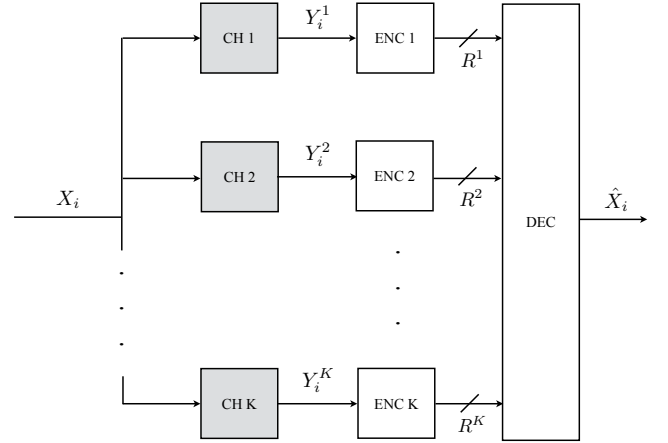 CH 1 Y_i^1 ENC 1 R^1
CH 2 Y_i^2 ENC 2 R^2
X_i DEC \hat{X}_i
CH K Y_i^K ENC K R^K